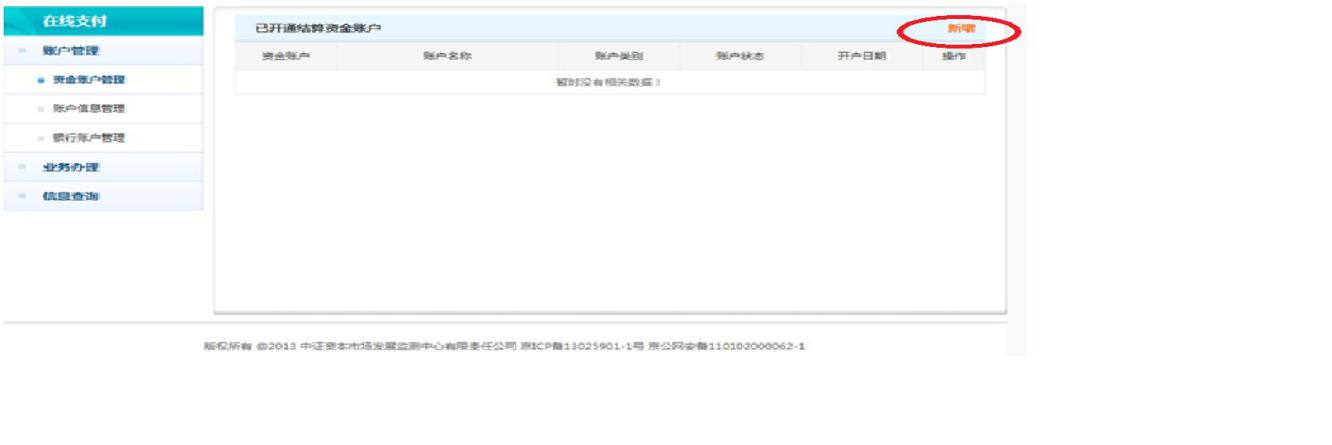 在线支付
账户管理
资金账户管理
账户信息管理
银行账户管理
业务办理
信息查询
已开通结算资金账户 新增
资金账户 账户名称 账户类别 账户状态 开户日期 操作
暂时没有相关数据！
版权所有 @2013 中证资本市场发展监测中心有限责任公司 京ICP备13025901-1号 京公网安备110102000062-1